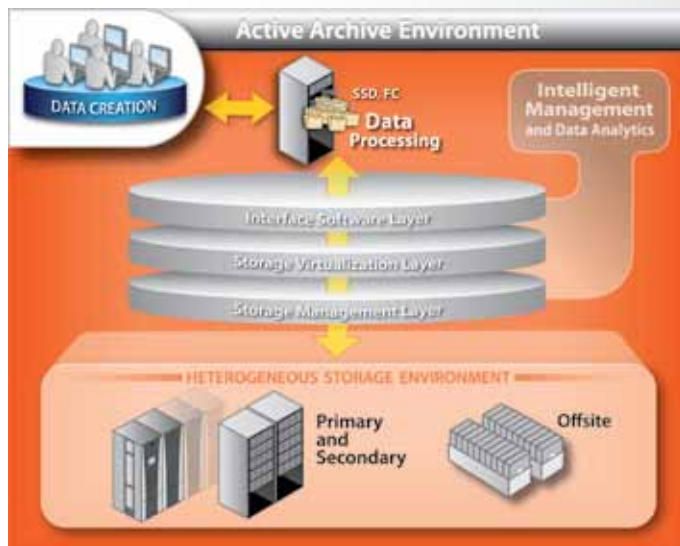 Active Archive Environment
DATA CREATION
SSD, FC
Data
Processing
Intelligent
Management
and Data Analytics
Interface Software Layer
Storage Virtualization Layer
Storage Management Layer
HETEROGENEOUS STORAGE ENVIRONMENT
Primary
and
Secondary
Offsite